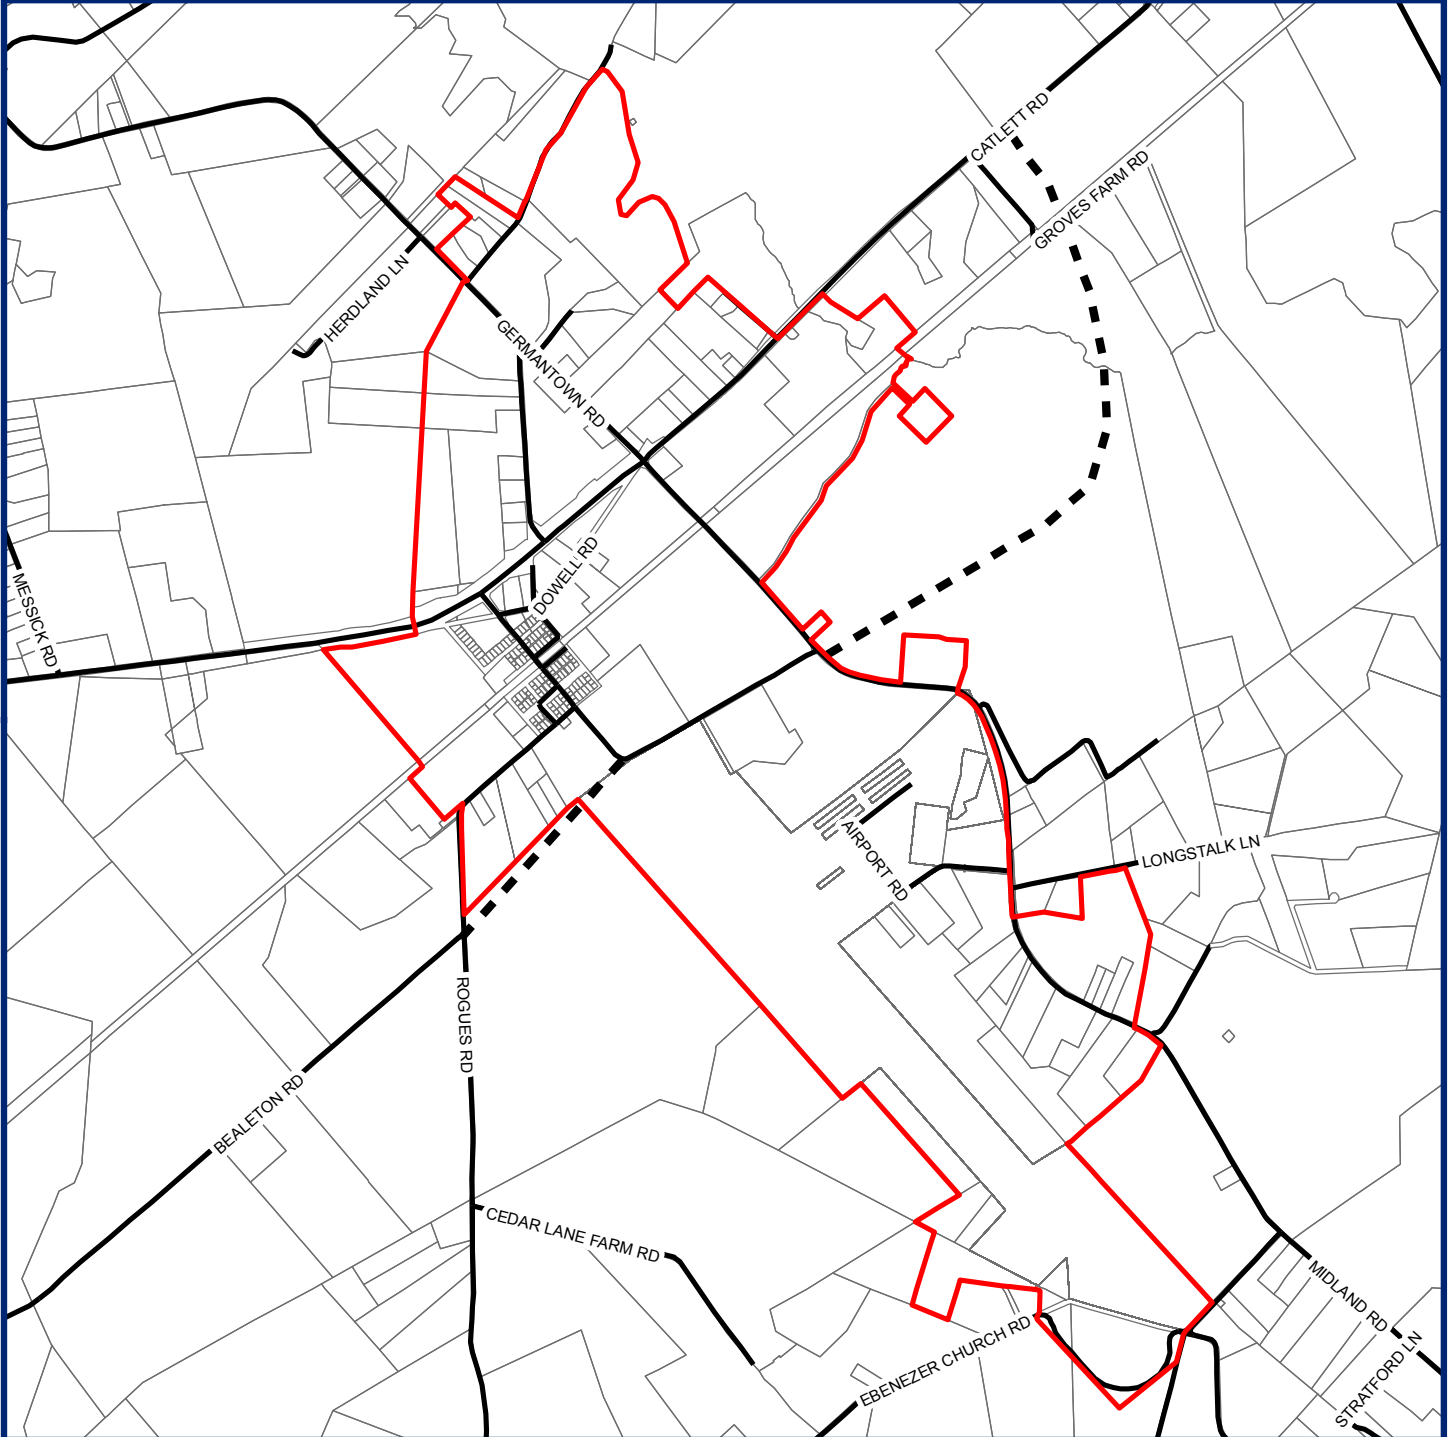 CATLETT RD
GROVES FARM RD
HERDLAND LN
GERMANTOWN RD
DOWELL RD
MESSICK RD
AIRPORT RD
LONGSTALK LN
ROGUES RD
BEALETON RD
CEDAR LANE FARM RD
MIDLAND RD
EBENEZER CHURCH RD
STRATFORD LN